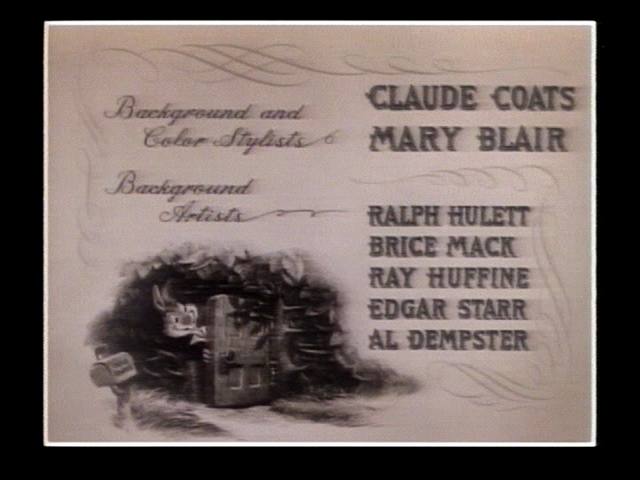 Background and
Color Stylists
CLAUDE COATS
MARY BLAIR
Background
Artists
RALPH HULETT
BRICE MACK
RAY HUFFINE
EDGAR STARR
AL DEMPSTER